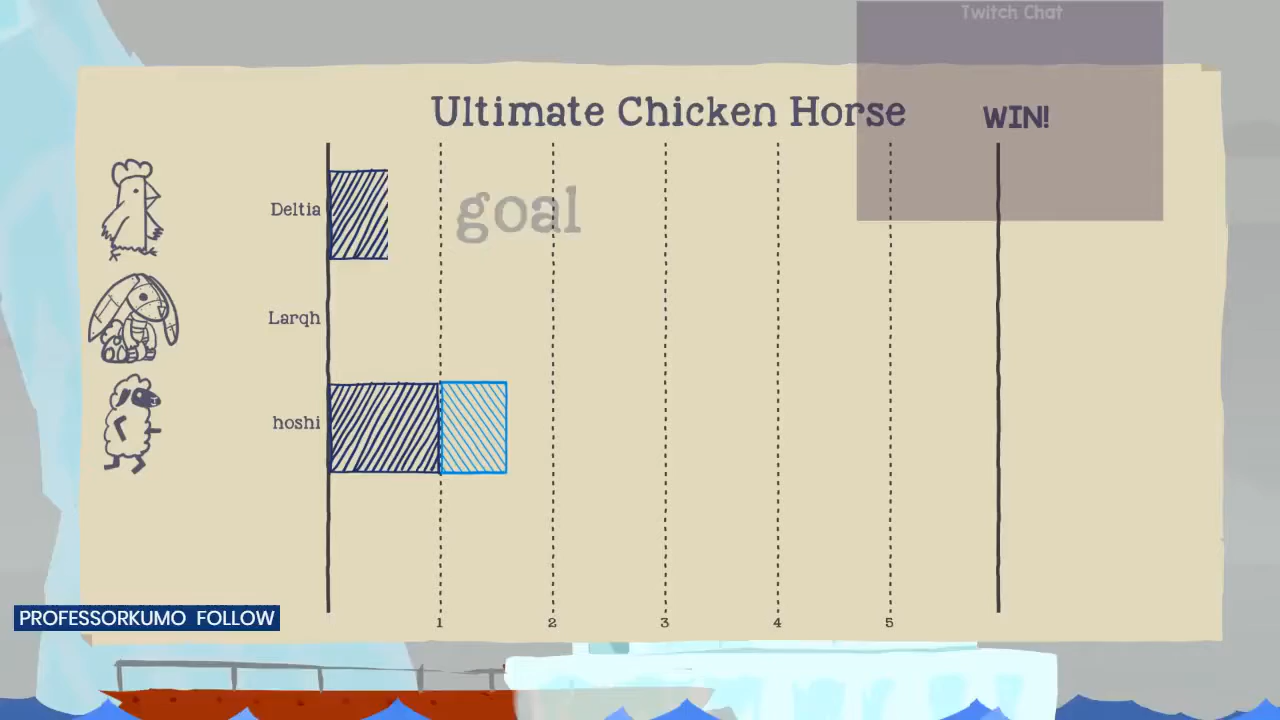 Twitch Chat
Ultimate Chicken Horse
WIN!
Deltia
goal
Larqh
hoshi
PROFESSORKUMO FOLLOW
1 2 3 4 5